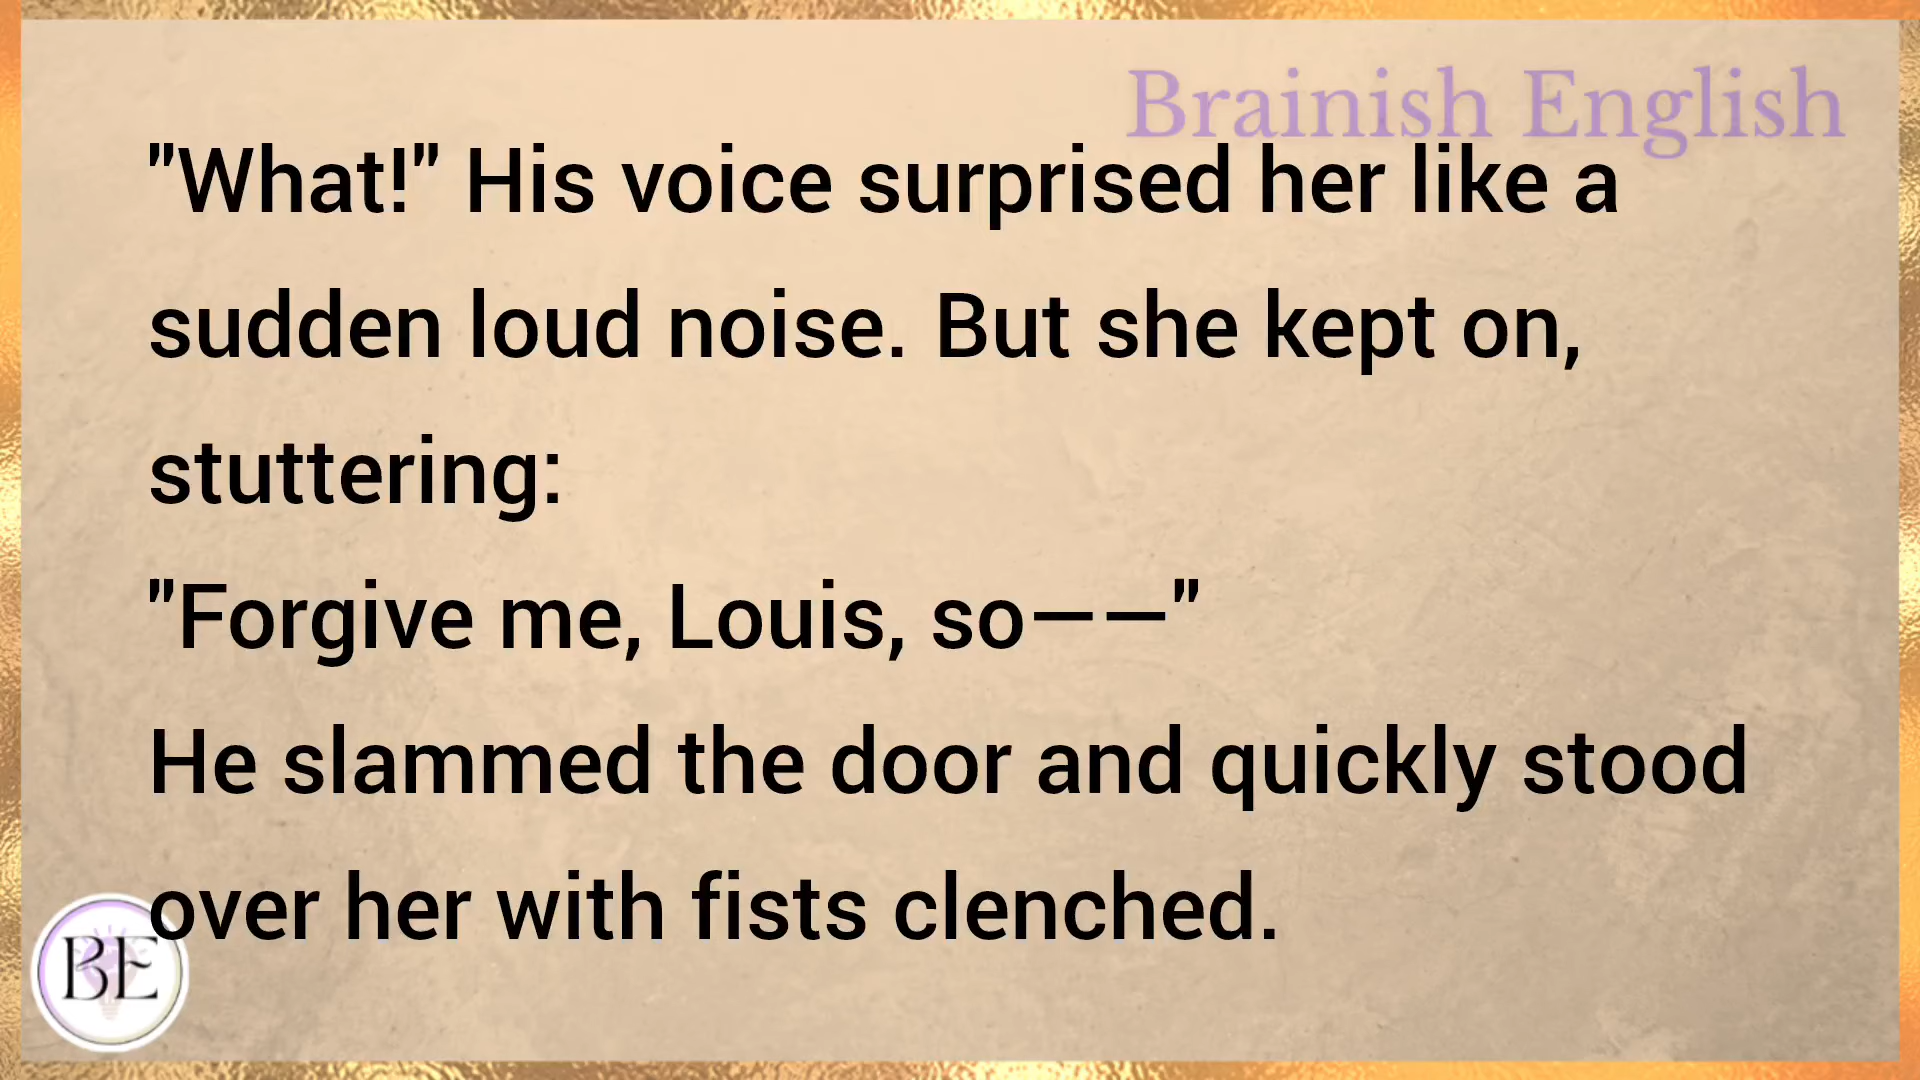 Brainish English
"What!" His voice surprised her like a
sudden loud noise. But she kept on,
stuttering:
"Forgive me, Louis, so——"
He slammed the door and quickly stood
over her with fists clenched.
BE